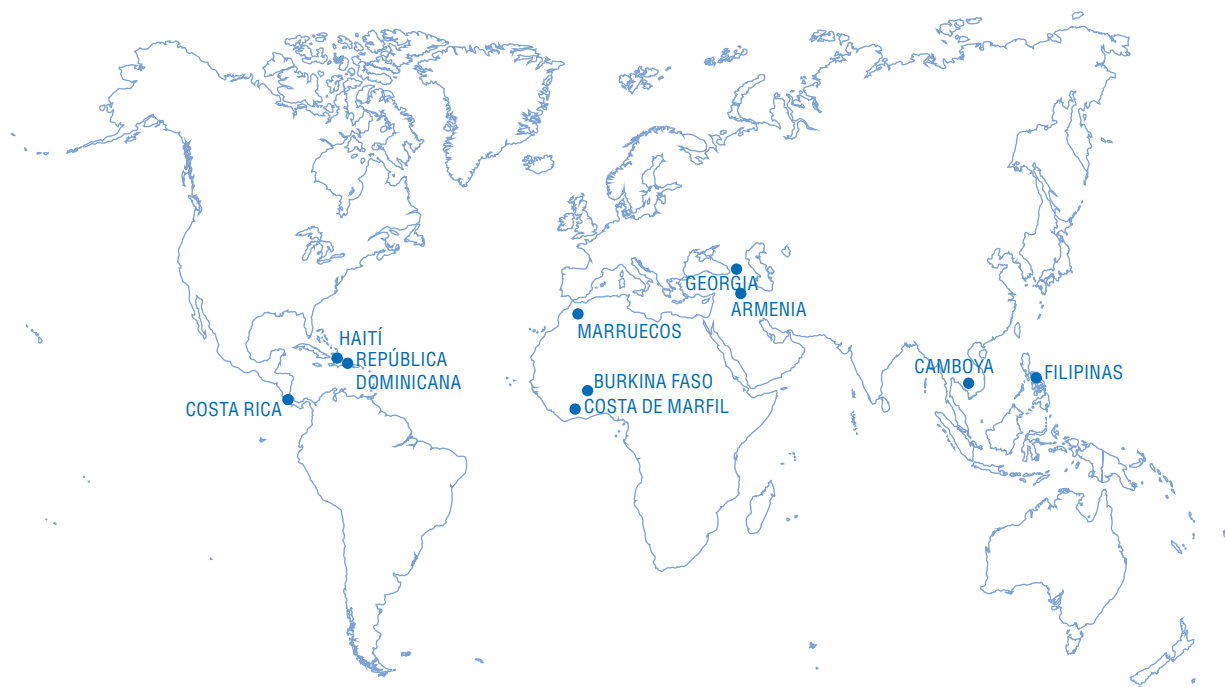 GEORGIA
ARMENIA
MARRUECOS
HAITÍ
REPÚBLICA
DOMINICANA
CAMBOYA
FILIPINAS
BURKINA FASO
COSTA RICA
COSTA DE MARFIL